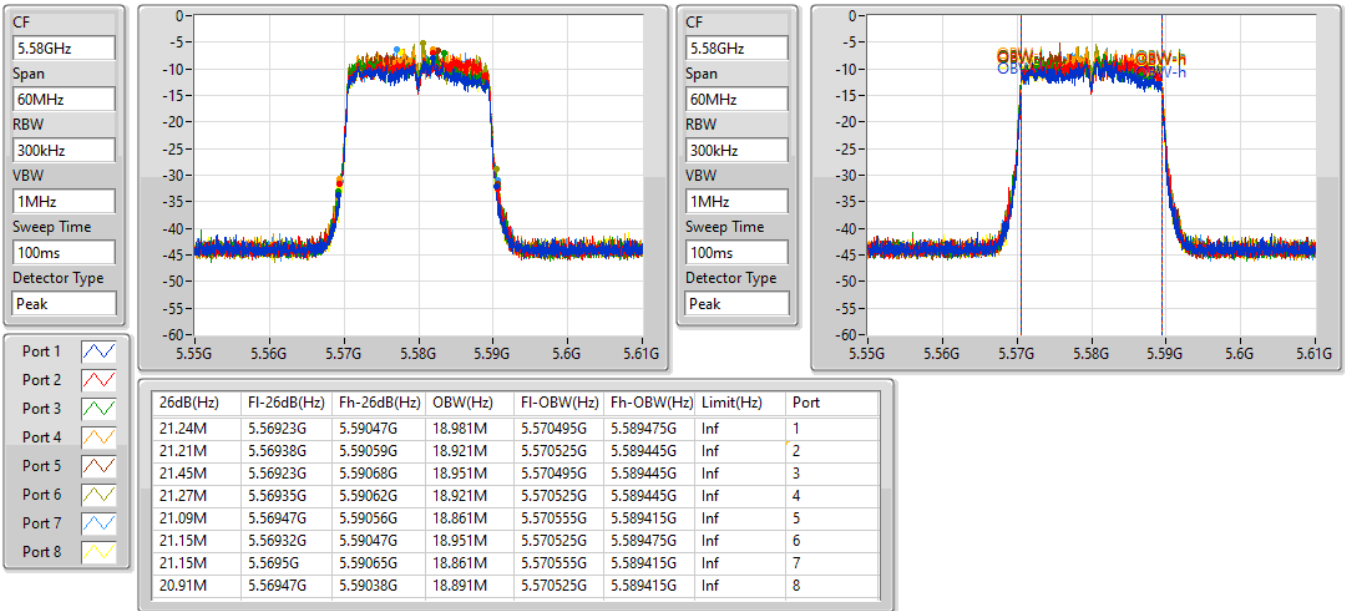 CF
5.58GHz
Span
60MHz
RBW
300kHz
VBW
1MHz
Sweep Time
100ms
Detector Type
Peak
0
-5
-10
-15
-20
-25
-30
-35
-40
-45
-50
-55
-60
5.55G 5.56G 5.57G 5.58G 5.59G 5.6G 5.61G
CF
5.58GHz
Span
60MHz
RBW
300kHz
VBW
1MHz
Sweep Time
100ms
Detector Type
Peak
0
-5
-10
-15
-20
-25
-30
-35
-40
-45
-50
-55
-60
OBW-h
OBW-h
5.55G 5.56G 5.57G 5.58G 5.59G 5.6G 5.61G
Port 1
Port 2
Port 3
Port 4
Port 5
Port 6
Port 7
Port 8
26dB(Hz) Fl-26dB(Hz) Fh-26dB(Hz) OBW(Hz) Fl-OBW(Hz) Fh-OBW(Hz) Limit(Hz) Port
21.24M 5.56923G 5.59047G 18.981M 5.570495G 5.589475G Inf 1
21.21M 5.56938G 5.59059G 18.921M 5.570525G 5.589445G Inf 2
21.45M 5.56923G 5.59068G 18.951M 5.570495G 5.589445G Inf 3
21.27M 5.56935G 5.59062G 18.921M 5.570525G 5.589445G Inf 4
21.09M 5.56947G 5.59056G 18.861M 5.570555G 5.589415G Inf 5
21.15M 5.56932G 5.59047G 18.951M 5.570525G 5.589475G Inf 6
21.15M 5.5695G 5.59065G 18.861M 5.570555G 5.589415G Inf 7
20.91M 5.56947G 5.59038G 18.891M 5.570525G 5.589415G Inf 8